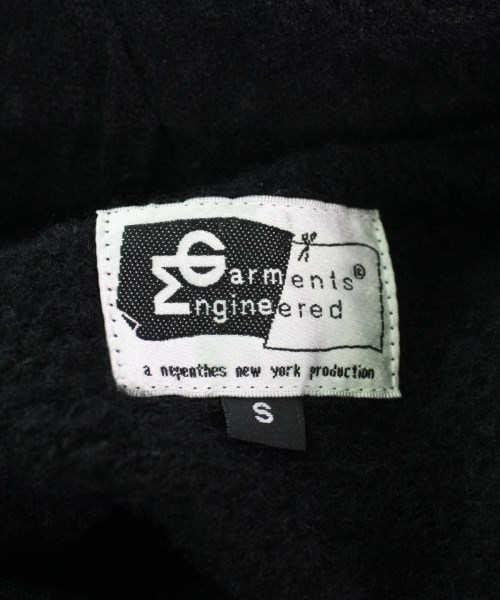 Garments®
Engineered
a nepenthes new york production
S